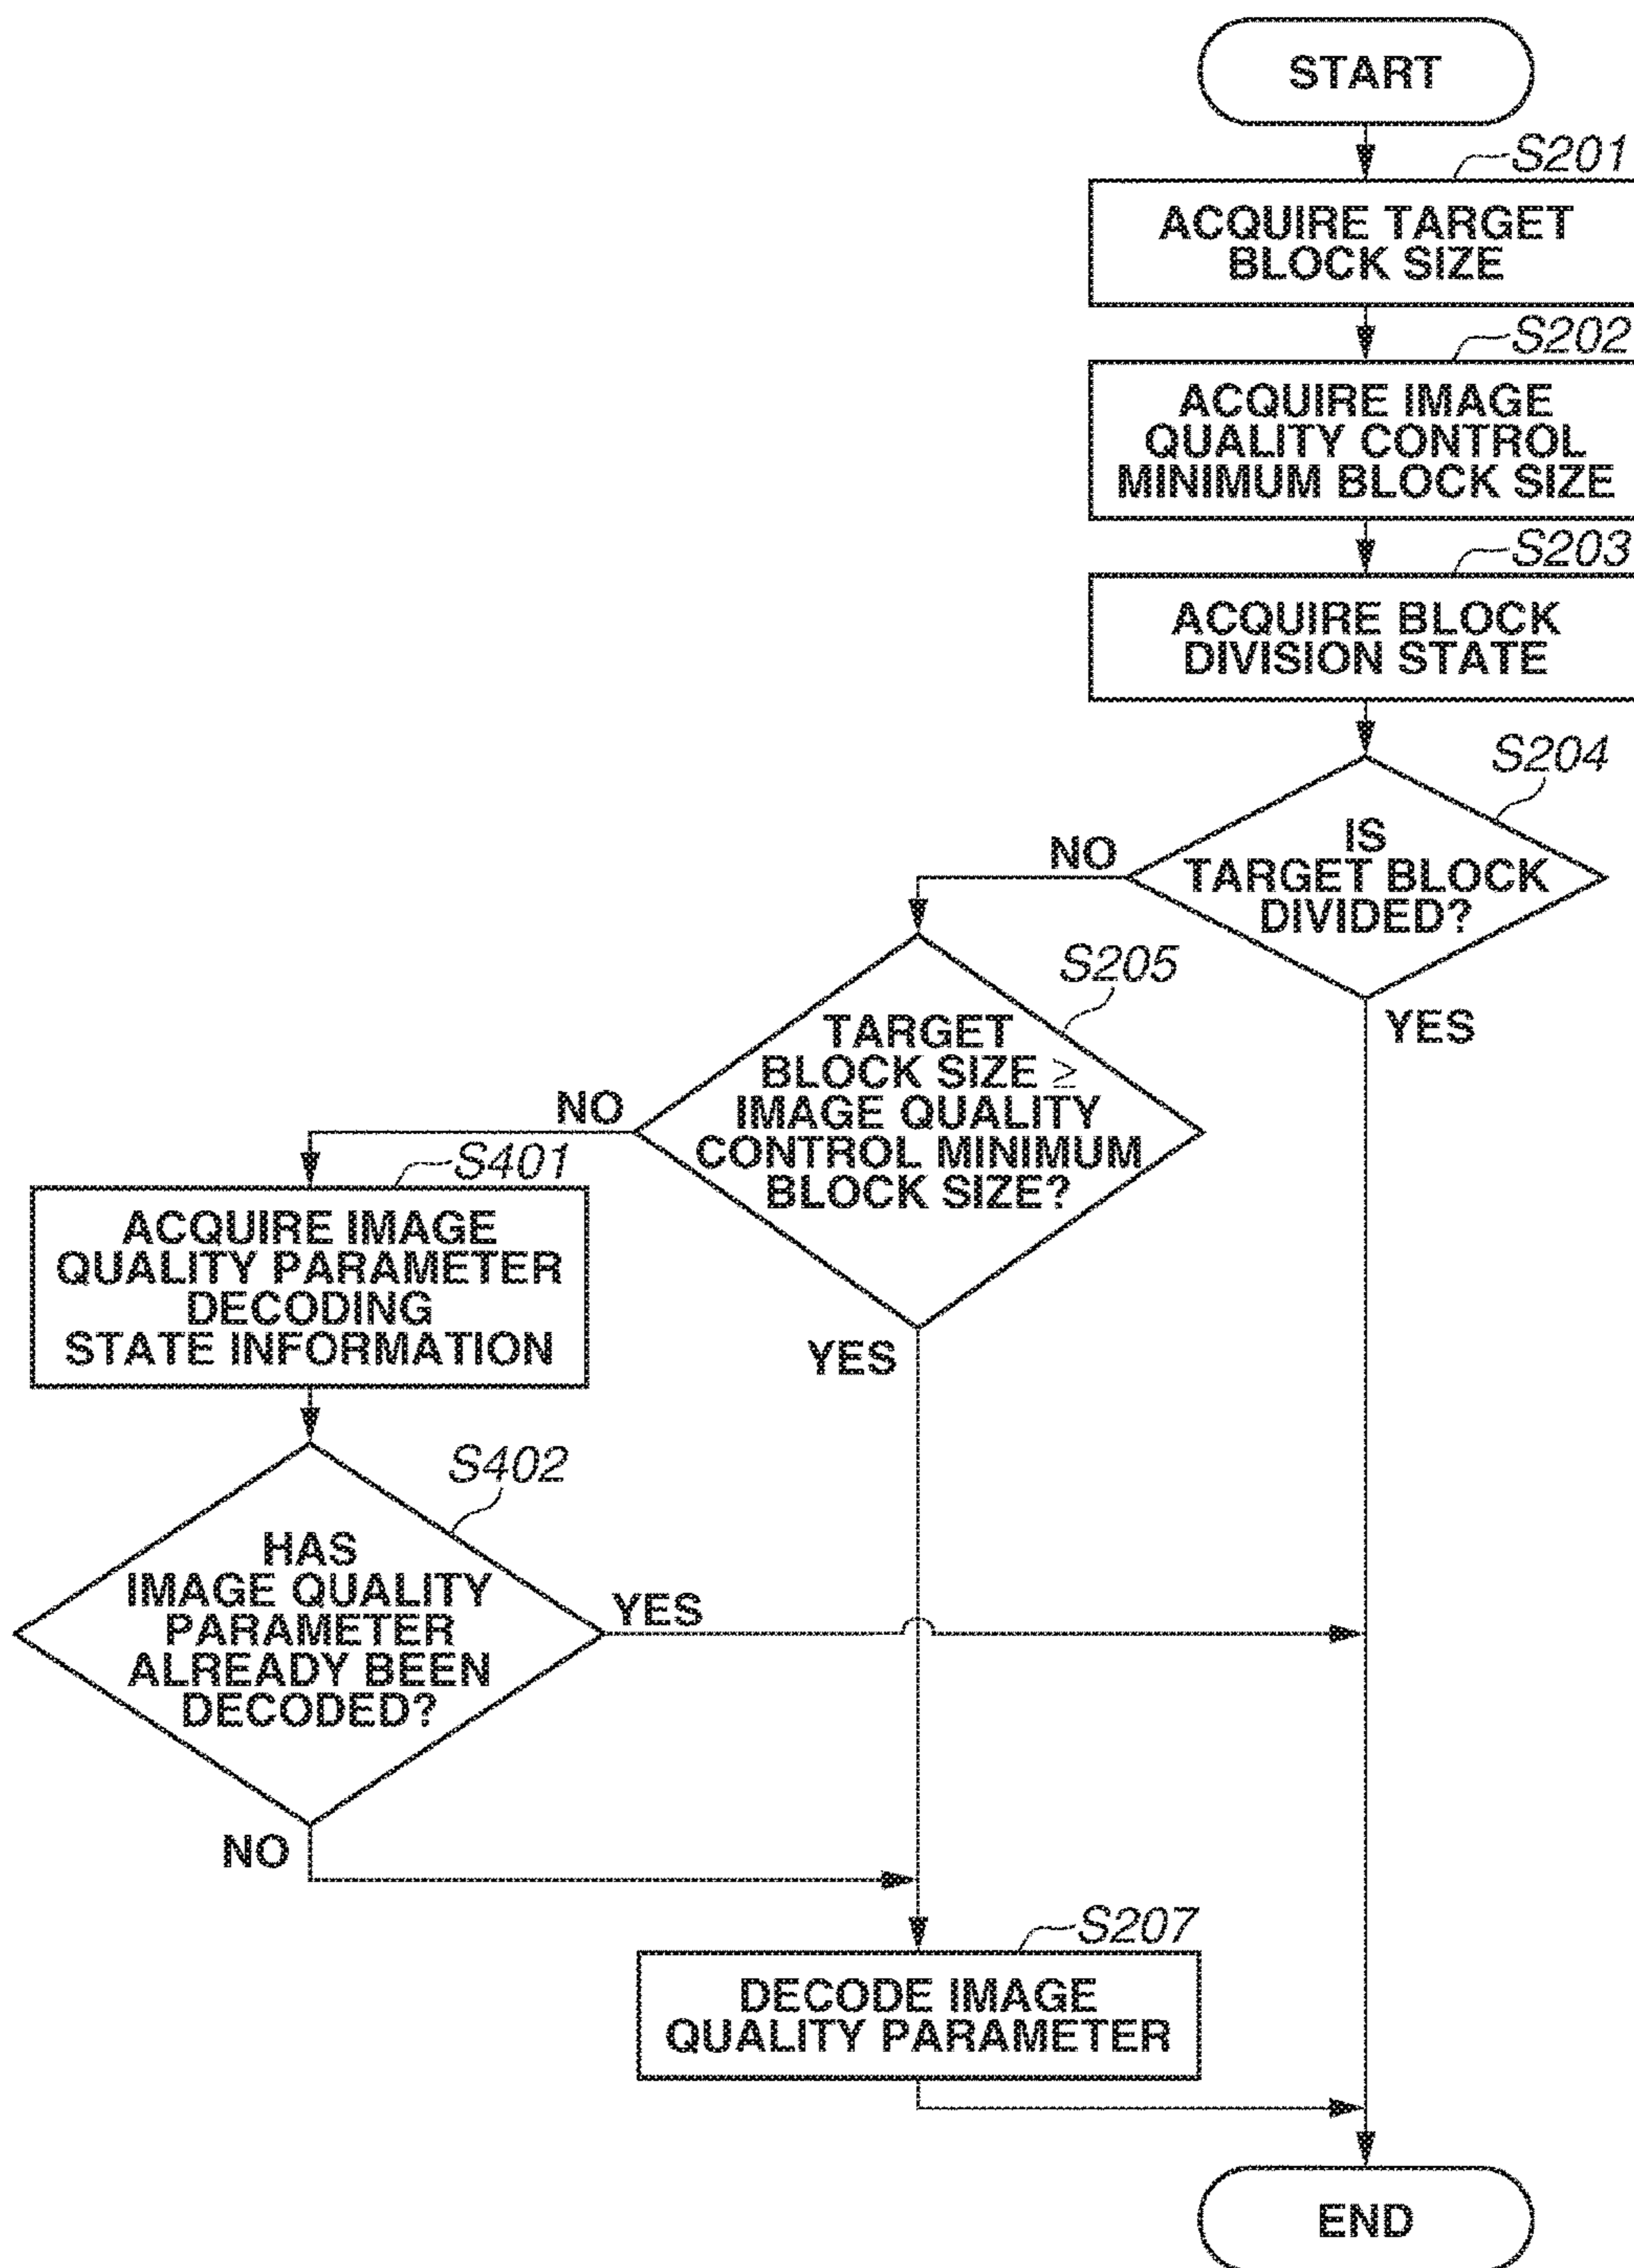 START
S201
ACQUIRE TARGET
BLOCK SIZE
S202
ACQUIRE IMAGE
QUALITY CONTROL
MINIMUM BLOCK SIZE
S203
ACQUIRE BLOCK
DIVISION STATE
S204
IS
TARGET BLOCK
DIVIDED?
NO
YES
S205
TARGET
BLOCK SIZE ≥
IMAGE QUALITY
CONTROL MINIMUM
BLOCK SIZE?
NO
YES
S401
ACQUIRE IMAGE
QUALITY PARAMETER
DECODING
STATE INFORMATION
S402
HAS
IMAGE QUALITY
PARAMETER
ALREADY BEEN
DECODED?
YES
NO
S207
DECODE IMAGE
QUALITY PARAMETER
END